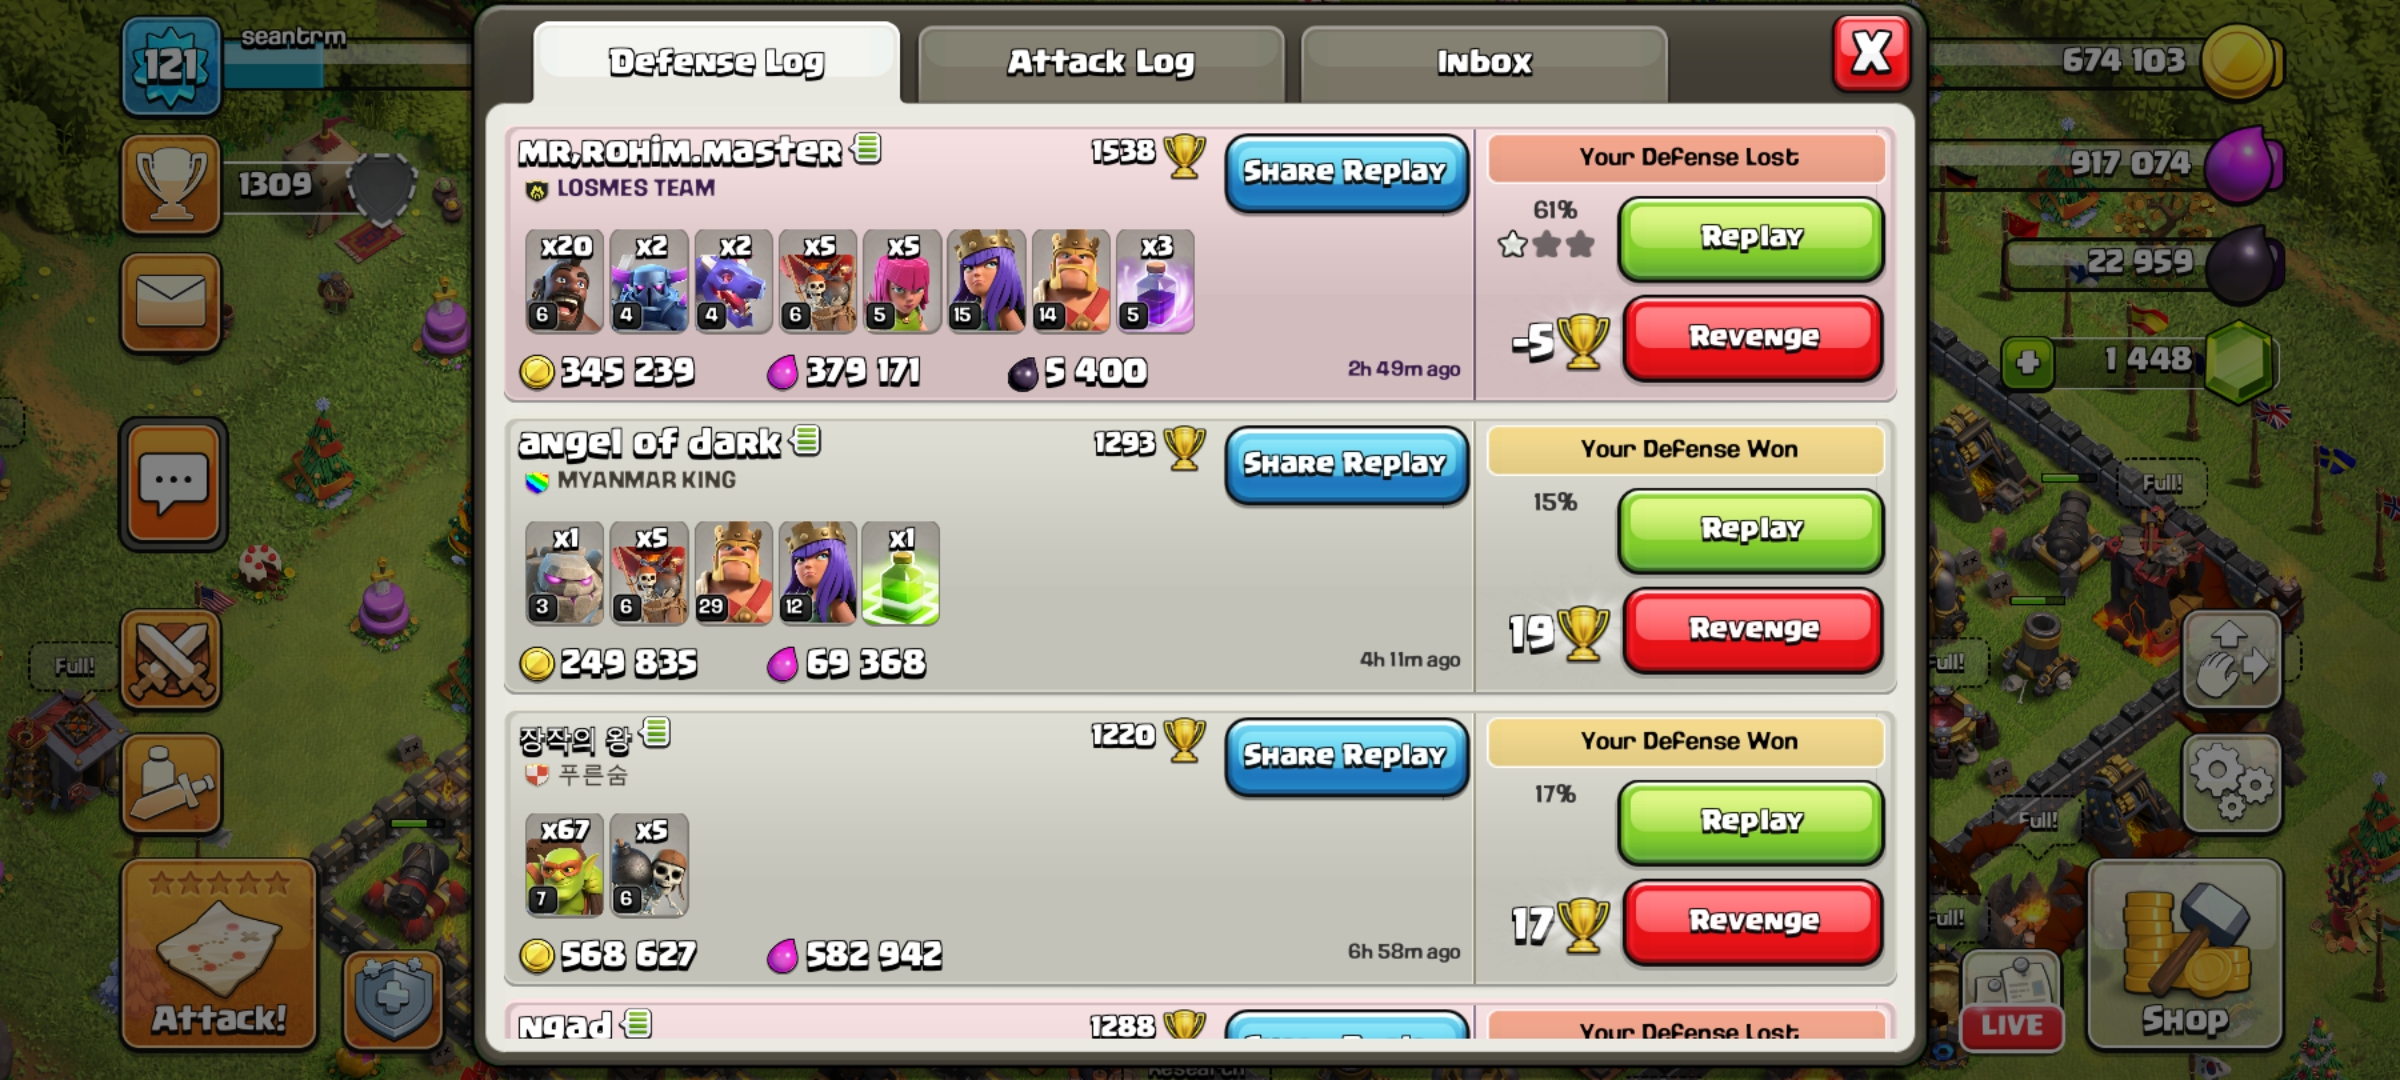 121
seantrm
1309
Full!
Attack!
Defense Log
Attack Log
Inbox
X
MR,ROHiM.Master
1538
Share Replay
LOSMES TEAM
x20 x2 x2 x5 x5 x3
6 4 4 6 5 15 14 5
345 239 379 171 5 400
2h 49m ago
Your Defense Lost
61%
Replay
-5
Revenge
angel of dark
1293
Share Replay
MYANMAR KING
x1 x5 x1
3 6 29 12
249 835 69 368
4h 11m ago
Your Defense Won
15%
Replay
19
Revenge
장작의 왕
1220
Share Replay
푸른숨
x67 x5
7 6
568 627 582 942
6h 58m ago
Your Defense Won
17%
Replay
17
Revenge
Ngad
1288
Your Defense Lost
674 103
917 074
22 959
1 448
Full!
Full!
Full!
Full!
LIVE
Shop
Research